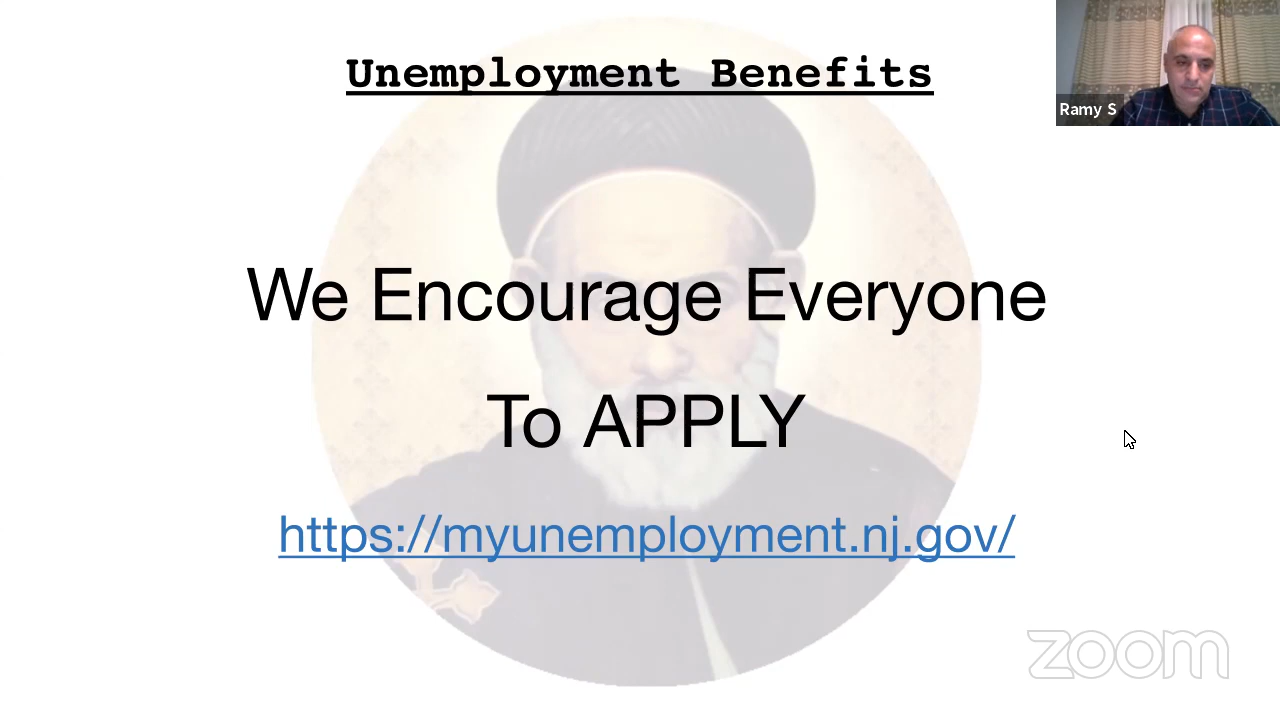 Unemployment Benefits
Ramy S
We Encourage Everyone
To APPLY
https://myunemployment.nj.gov/
zoom